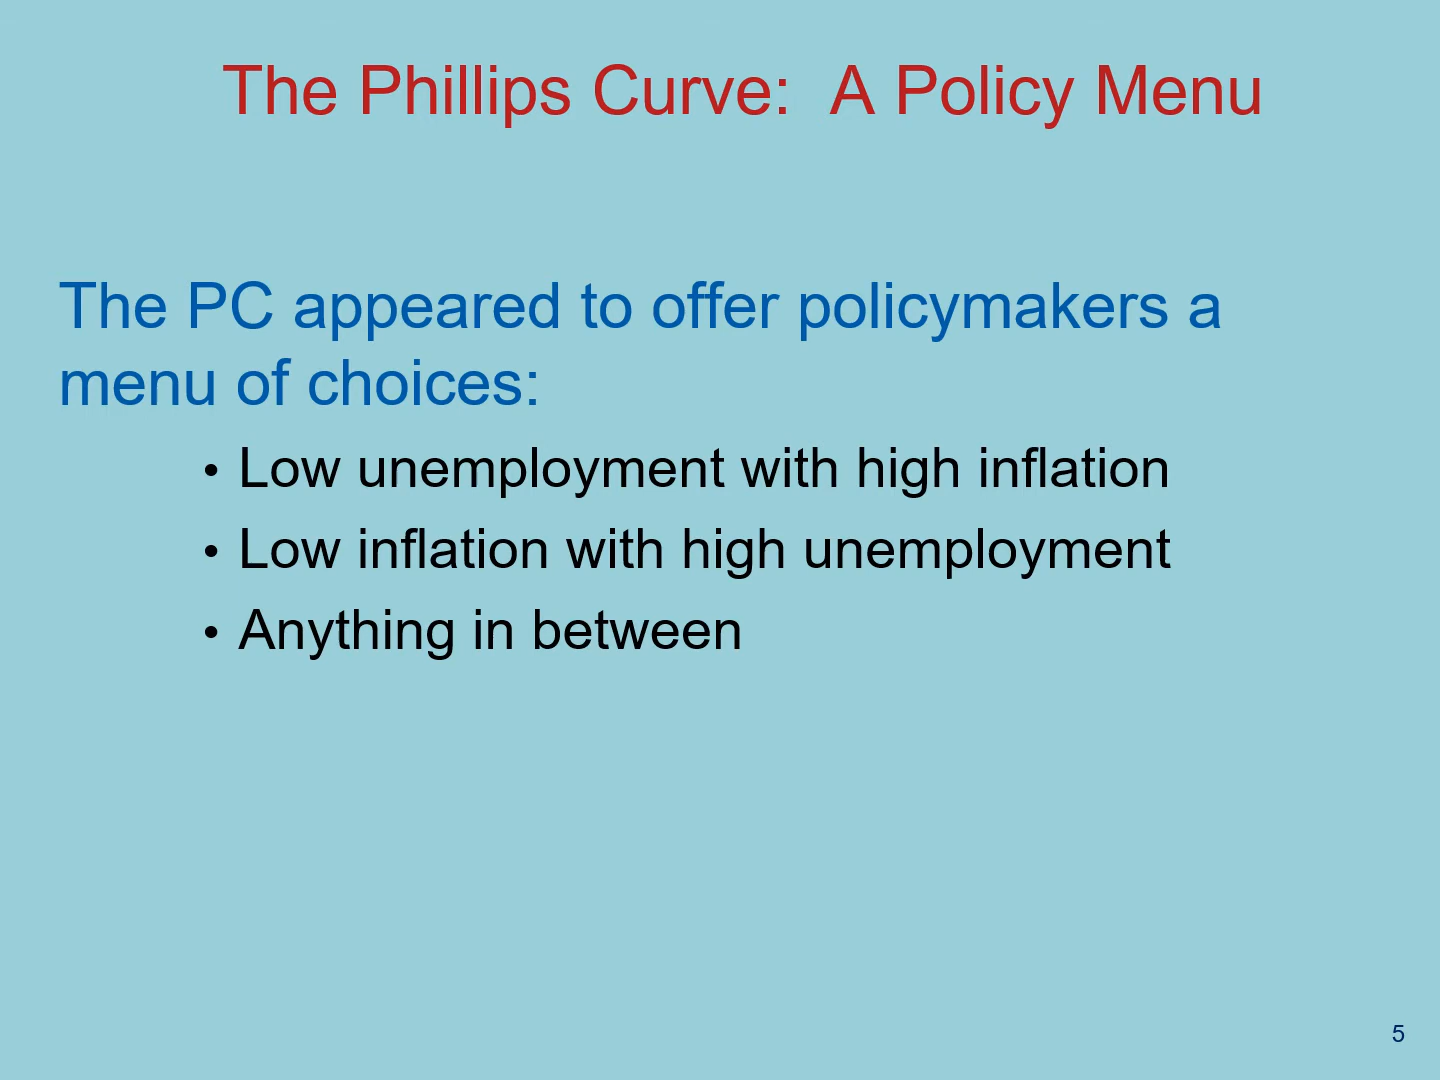 The Phillips Curve:  A Policy Menu
The PC appeared to offer policymakers a
menu of choices:
• Low unemployment with high inflation
• Low inflation with high unemployment
• Anything in between
5